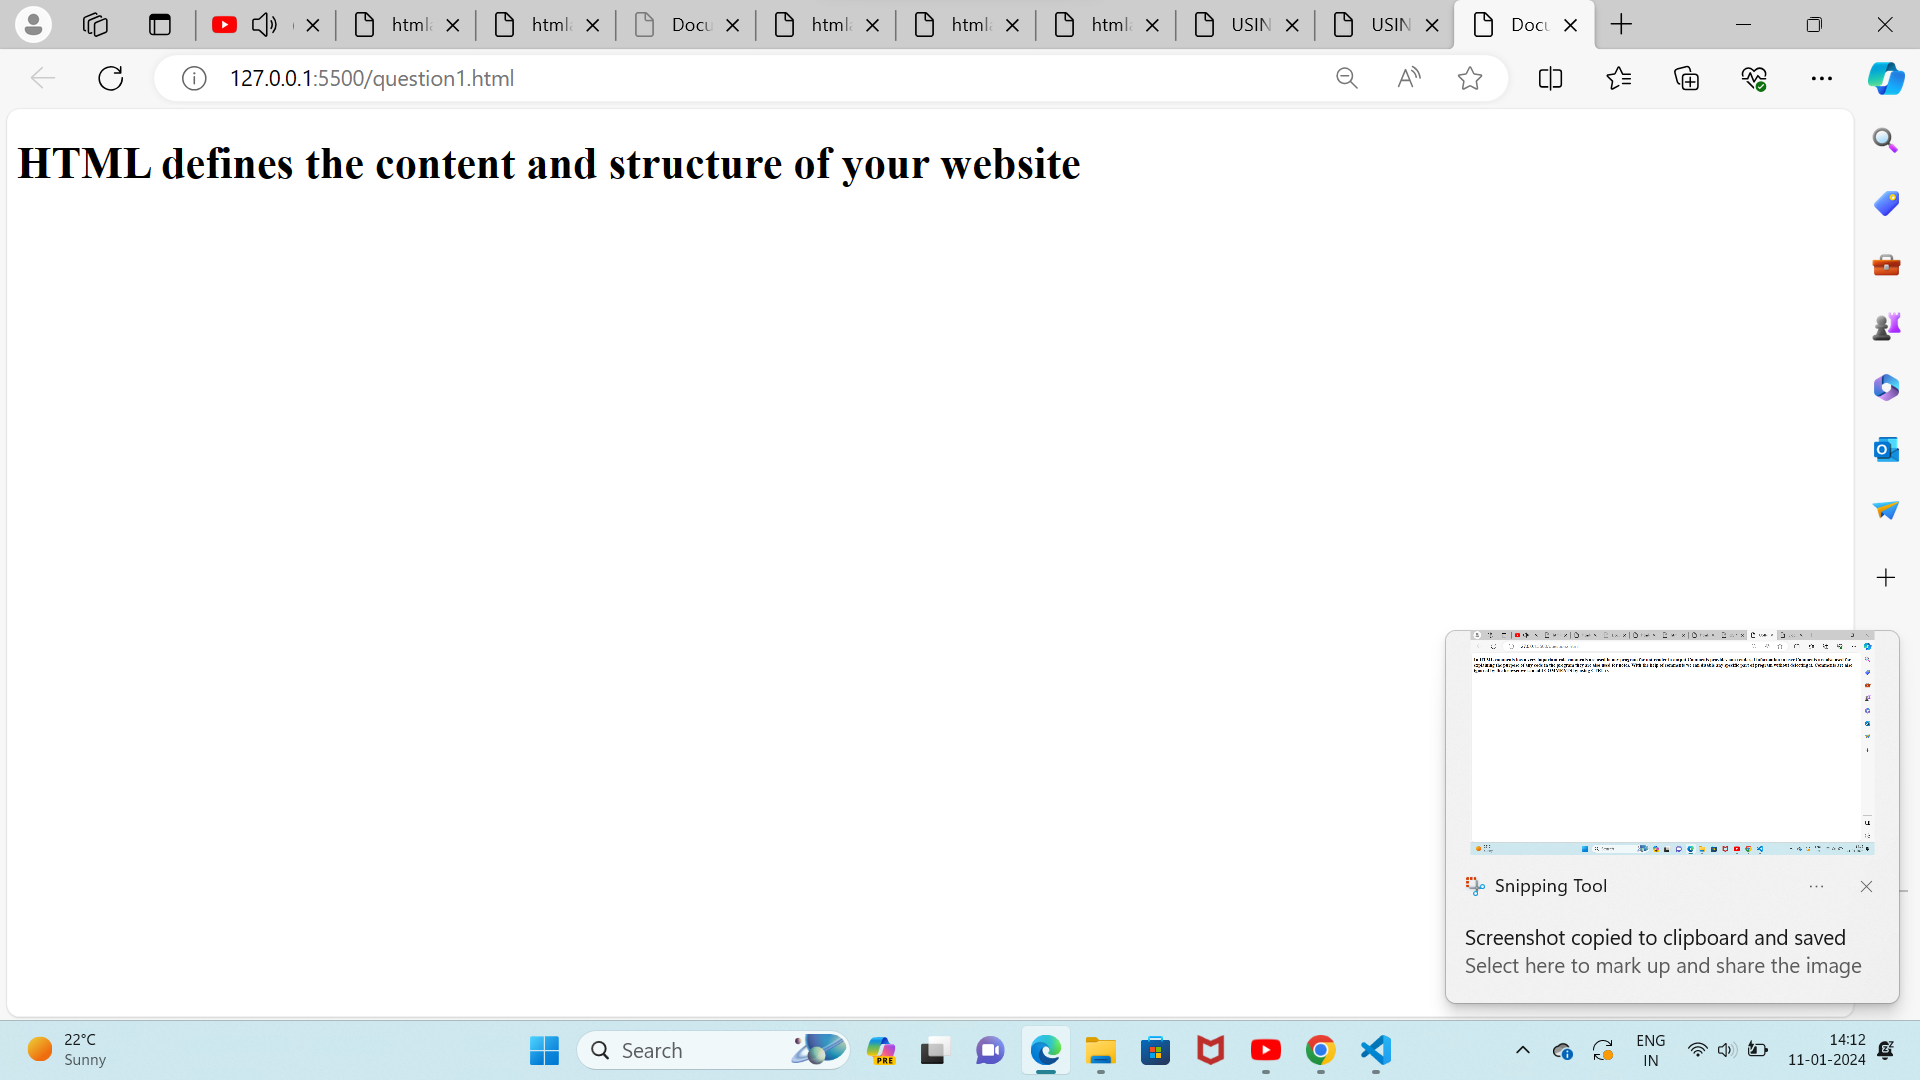 html
html
Docu
html
html
html
USIN
USIN
Docu
127.0.0.1:5500/question1.html
HTML defines the content and structure of your website
Snipping Tool
Screenshot copied to clipboard and saved
Select here to mark up and share the image
22°C
Sunny
Search
PRE
ENG
IN
14:12
11-01-2024